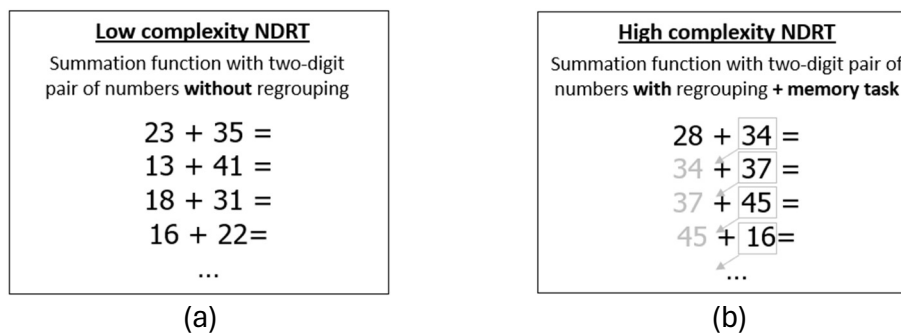 Low complexity NDRT
Summation function with two-digit
pair of numbers without regrouping
23 + 35 =
13 + 41 =
18 + 31 =
16 + 22=
...
(a)
High complexity NDRT
Summation function with two-digit pair of
numbers with regrouping + memory task
28 + 34 =
34 + 37 =
37 + 45 =
45 + 16=
...
(b)